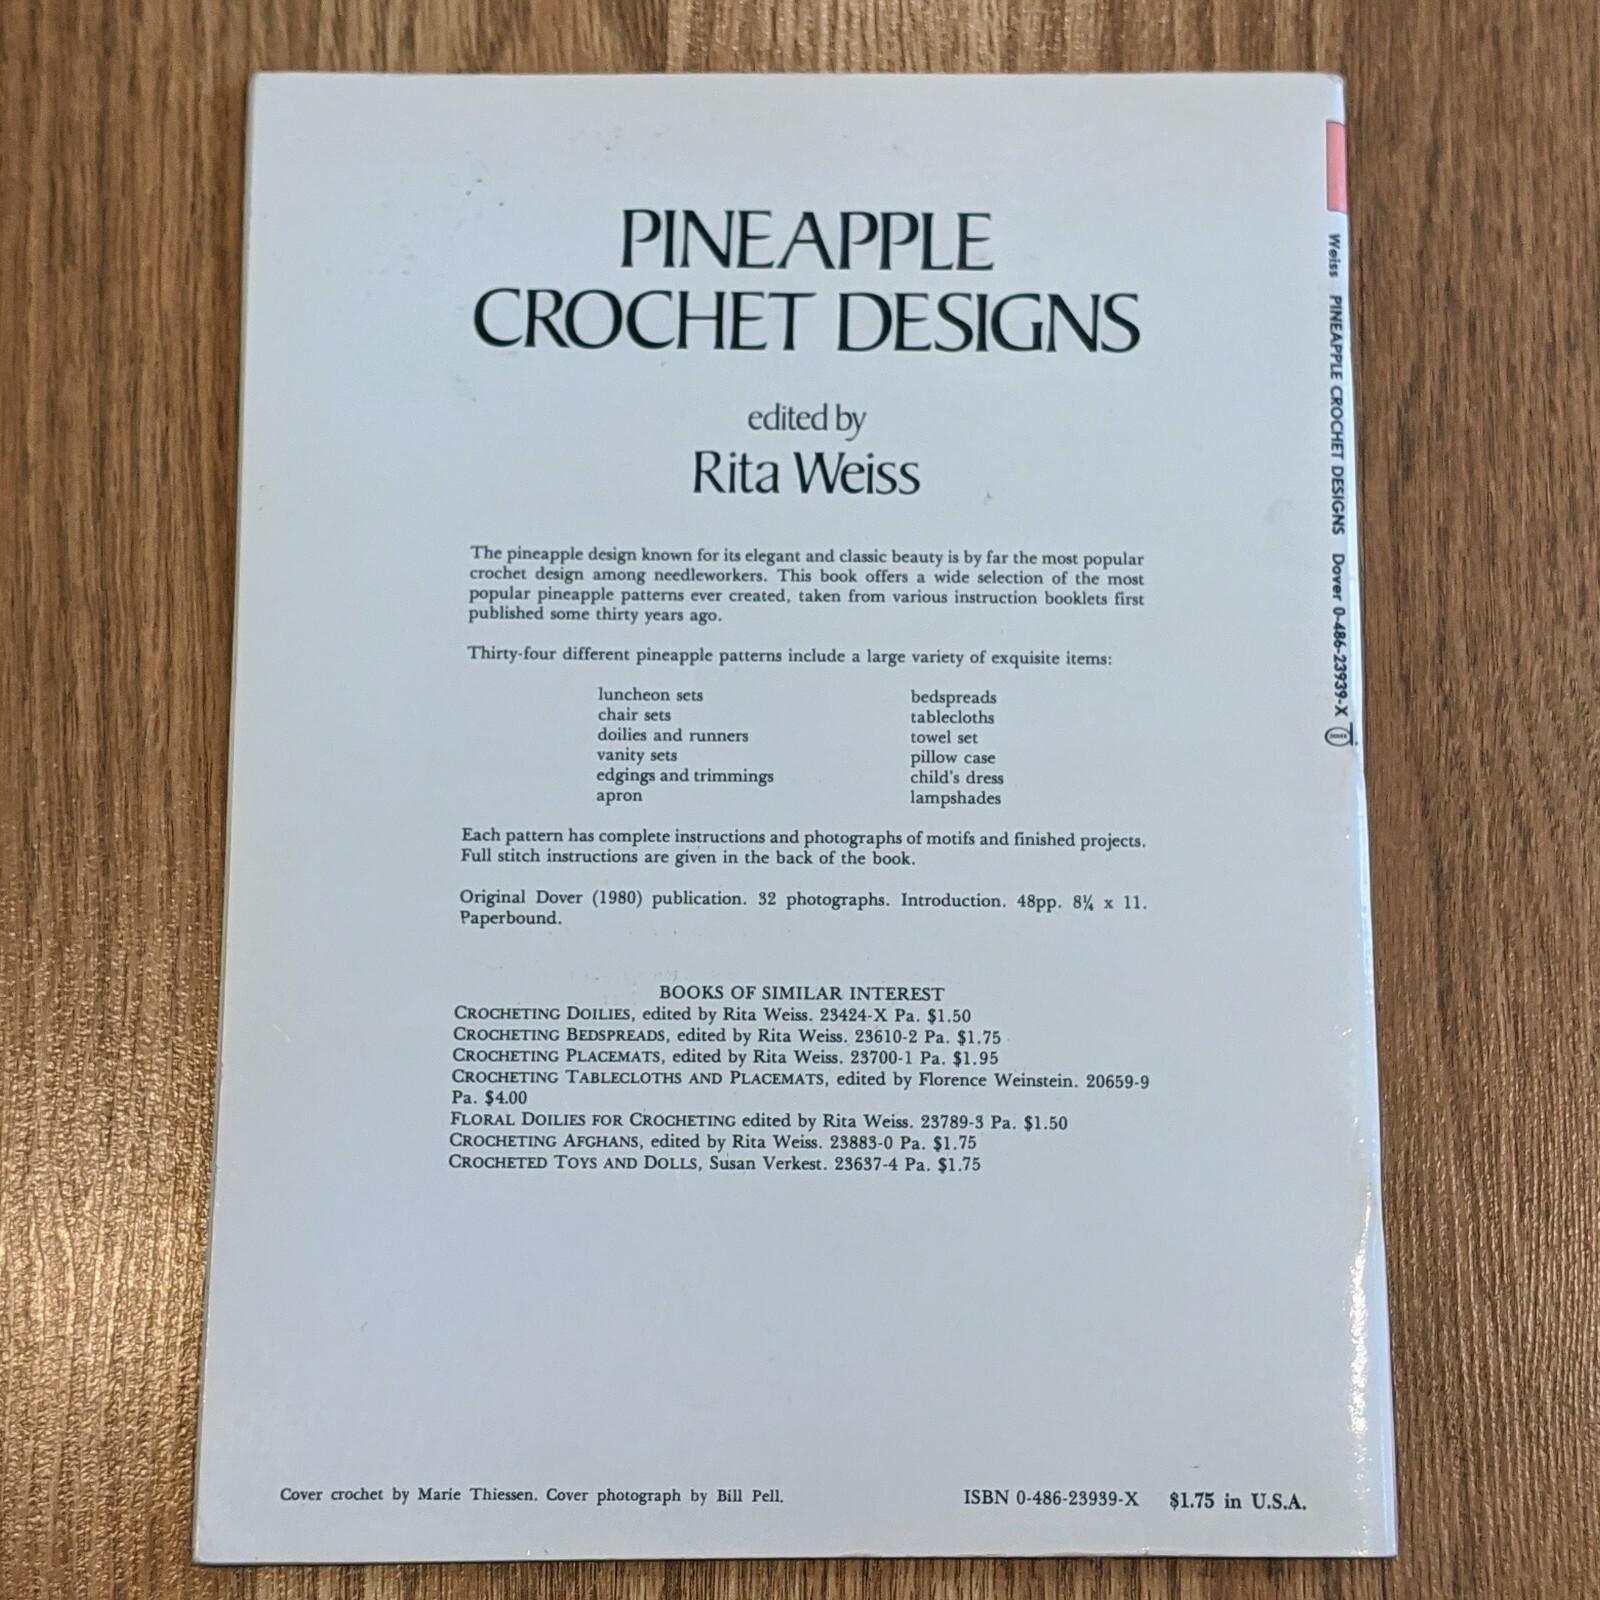 PINEAPPLE
CROCHET DESIGNS
edited by
Rita Weiss
The pineapple design known for its elegant and classic beauty is by far the most popular
crochet design among needleworkers. This book offers a wide selection of the most
popular pineapple patterns ever created, taken from various instruction booklets first
published some thirty years ago.
Thirty-four different pineapple patterns include a large variety of exquisite items:
luncheon sets
chair sets
doilies and runners
vanity sets
edgings and trimmings
apron
bedspreads
tablecloths
towel set
pillow case
child's dress
lampshades
Each pattern has complete instructions and photographs of motifs and finished projects.
Full stitch instructions are given in the back of the book.
Original Dover (1980) publication. 32 photographs. Introduction. 48pp. 8¼ x 11.
Paperbound.
BOOKS OF SIMILAR INTEREST
CROCHETING DOILIES, edited by Rita Weiss. 23424-X Pa. $1.50
CROCHETING BEDSPREADS, edited by Rita Weiss. 23610-2 Pa. $1.75
CROCHETING PLACEMATS, edited by Rita Weiss. 23700-1 Pa. $1.95
CROCHETING TABLECLOTHS AND PLACEMATS, edited by Florence Weinstein. 20659-9
Pa. $4.00
FLORAL DOILIES FOR CROCHETING edited by Rita Weiss. 23789-3 Pa. $1.50
CROCHETING AFGHANS, edited by Rita Weiss. 23883-0 Pa. $1.75
CROCHETED TOYS AND DOLLS, Susan Verkest. 23637-4 Pa. $1.75
Cover crochet by Marie Thiessen. Cover photograph by Bill Pell.
ISBN 0-486-23939-X $1.75 in U.S.A.
Weiss PINEAPPLE CROCHET DESIGNS Dover 0-486-23939-X
DOVER